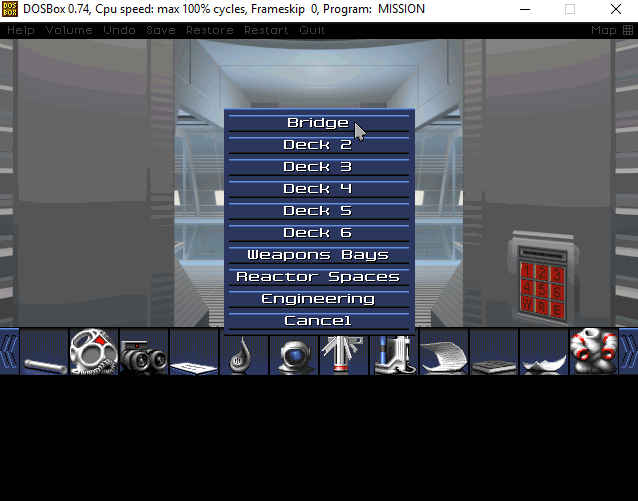 DOSBox 0.74, Cpu speed: max 100% cycles, Frameskip 0, Program: MISSION
Help Volume Undo Save Restore Restart Quit Map
Bridge
Deck 2
Deck 3
Deck 4
Deck 5
Deck 6
Weapons Bays
Reactor Spaces
Engineering
Cancel
1 2 3
4 5 6
W R E